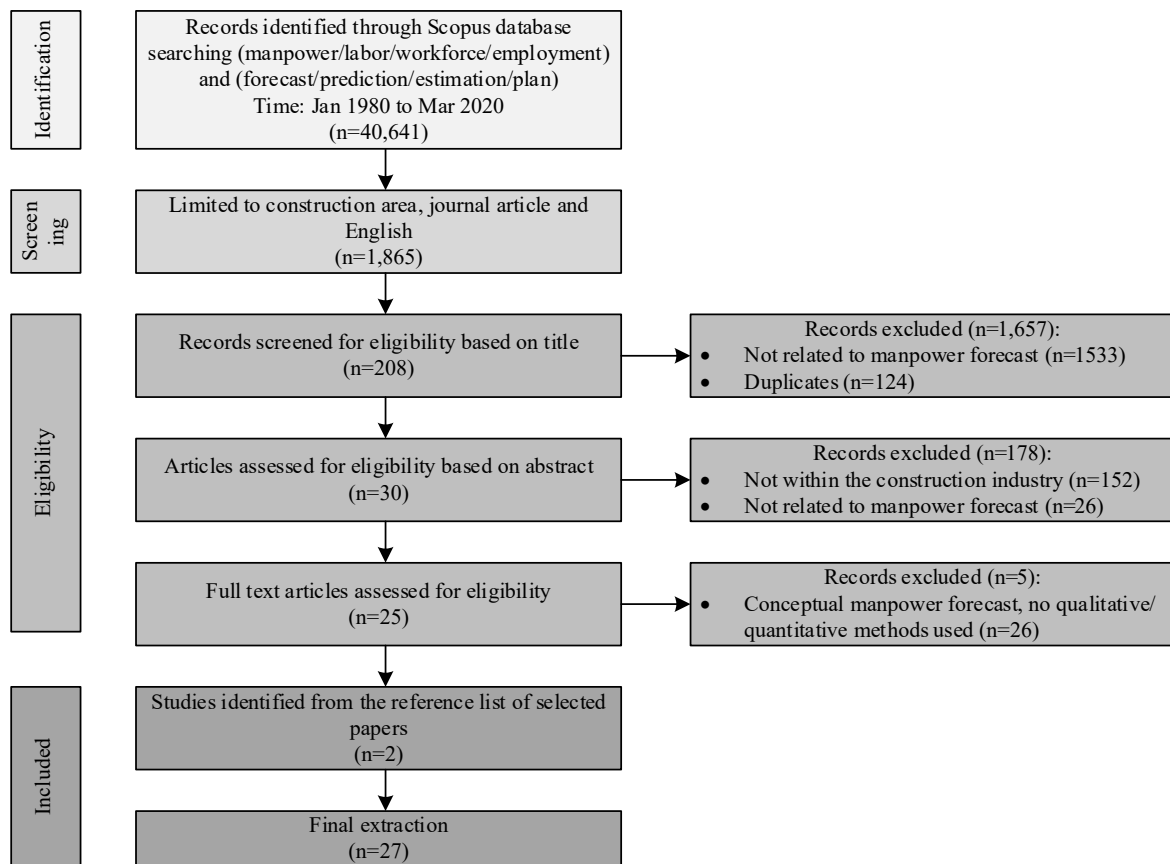 Identification
Records identified through Scopus database
searching (manpower/labor/workforce/employment)
and (forecast/prediction/estimation/plan)
Time: Jan 1980 to Mar 2020
(n=40,641)
Screen
ing
Limited to construction area, journal article and
English
(n=1,865)
Eligibility
Records screened for eligibility based on title
(n=208)
Records excluded (n=1,657):
• Not related to manpower forecast (n=1533)
• Duplicates (n=124)
Articles assessed for eligibility based on abstract
(n=30)
Records excluded (n=178):
• Not within the construction industry (n=152)
• Not related to manpower forecast (n=26)
Full text articles assessed for eligibility
(n=25)
Records excluded (n=5):
• Conceptual manpower forecast, no qualitative/
quantitative methods used (n=26)
Included
Studies identified from the reference list of selected
papers
(n=2)
Final extraction
(n=27)